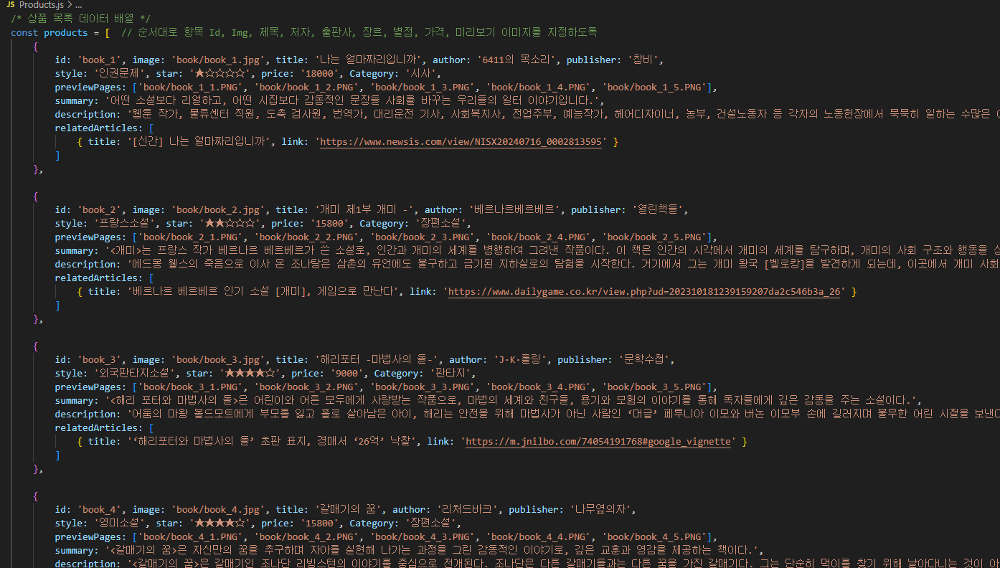 JS Products.js > ...
/* 상품 목록 데이터 배열 */
const products = [  // 순서대로 항목 Id, Img, 제목, 저자, 출판사, 장르, 별점, 가격, 미리보기 이미지를 지정하도록
{
id: 'book_1', image: 'book/book_1.jpg', title: '나는 얼마짜리입니까', author: '6411의 목소리', publisher: '창비',
style: '인권문제', star: '★☆☆☆☆', price: '18000', Category: '시사',
previewPages: ['book/book_1_1.PNG', 'book/book_1_2.PNG', 'book/book_1_3.PNG', 'book/book_1_4.PNG', 'book/book_1_5.PNG'],
summary: '어떤 소설보다 리얼하고, 어떤 시집보다 감동적인 문장들 사회를 바꾸는 우리들의 일터 이야기입니다.',
description: '웹툰 작가, 물류센터 직원, 도축 검사원, 번역가, 대리운전 기사, 사회복지사, 전업주부, 예능작가, 헤어디자이너, 농부, 건설노동자 등 각자의 노동현장에서 묵묵히 일하는 수많은
relatedArticles: [
{ title: '[신간] 나는 얼마짜리입니까', link: 'https://www.newsis.com/view/NISX20240716_0002813595' }
]
},
{
id: 'book_2', image: 'book/book_2.jpg', title: '개미 제1부 개미 -', author: '베르나르베르베르', publisher: '열린책들',
style: '프랑스소설', star: '★★☆☆☆', price: '15800', Category: '장편소설',
previewPages: ['book/book_2_1.PNG', 'book/book_2_2.PNG', 'book/book_2_3.PNG', 'book/book_2_4.PNG', 'book/book_2_5.PNG'],
summary: '<개미>는 프랑스 작가 베르나르 베르베르가 쓴 소설로, 인간과 개미의 세계를 병행하여 그려낸 작품이다. 이 책은 인간의 시각에서 개미의 세계를 탐구하며, 개미의 사회 구조와 행동을
description: '에드몽 웰스의 죽음으로 이사 온 조나탕은 삼촌의 유언에도 불구하고 금기된 지하실로의 탐험을 시작한다. 거기에서 그는 개미 왕국 [벨로캉]을 발견하게 되는데, 이곳에서 개미 사회
relatedArticles: [
{ title: '베르나르 베르베르 인기 소설 [개미], 게임으로 만난다', link: 'https://www.dailygame.co.kr/view.php?ud=202310181239159207da2c546b3a_26' }
]
},
{
id: 'book_3', image: 'book/book_3.jpg', title: '해리포터 -마법사의 돌-', author: 'J·K·롤링', publisher: '문학수첩',
style: '외국판타지소설', star: '★★★★☆', price: '9000', Category: '판타지',
previewPages: ['book/book_3_1.PNG', 'book/book_3_2.PNG', 'book/book_3_3.PNG', 'book/book_3_4.PNG', 'book/book_3_5.PNG'],
summary: '<해리 포터와 마법사의 돌>은 어린이와 어른 모두에게 사랑받는 작품으로, 마법의 세계와 친구들, 용기와 모험의 이야기를 통해 독자들에게 깊은 감동을 주는 소설이다.',
description: '어둠의 마왕 볼드모트에게 부모를 잃고 홀로 살아남은 아이, 해리는 안전을 위해 마법사가 아닌 사람인 ‘머글’ 페투니아 이모와 버논 이모부 손에 길러지며 불우한 어린 시절을 보낸다
relatedArticles: [
{ title: '‘해리포터와 마법사의 돌’ 초판 표지, 경매서 ‘26억’ 낙찰', link: 'https://m.jnilbo.com/74054191768#google_vignette' }
]
},
{
id: 'book_4', image: 'book/book_4.jpg', title: '갈매기의 꿈', author: '리처드바크', publisher: '나무옆의자',
style: '영미소설', star: '★★★★☆', price: '15800', Category: '장편소설',
previewPages: ['book/book_4_1.PNG', 'book/book_4_2.PNG', 'book/book_4_3.PNG', 'book/book_4_4.PNG', 'book/book_4_5.PNG'],
summary: '<갈매기의 꿈>은 자신만의 꿈을 추구하며 자아를 실현해 나가는 과정을 그린 감동적인 이야기로, 깊은 교훈과 영감을 제공하는 책이다.',
description: '<갈매기의 꿈>은 갈매기인 조나단 리빙스턴의 이야기를 중심으로 전개된다. 조나단은 다른 갈매기들과는 다른 꿈을 가진 갈매기다. 그는 단순히 먹이를 찾기 위해 날아다니는 것이